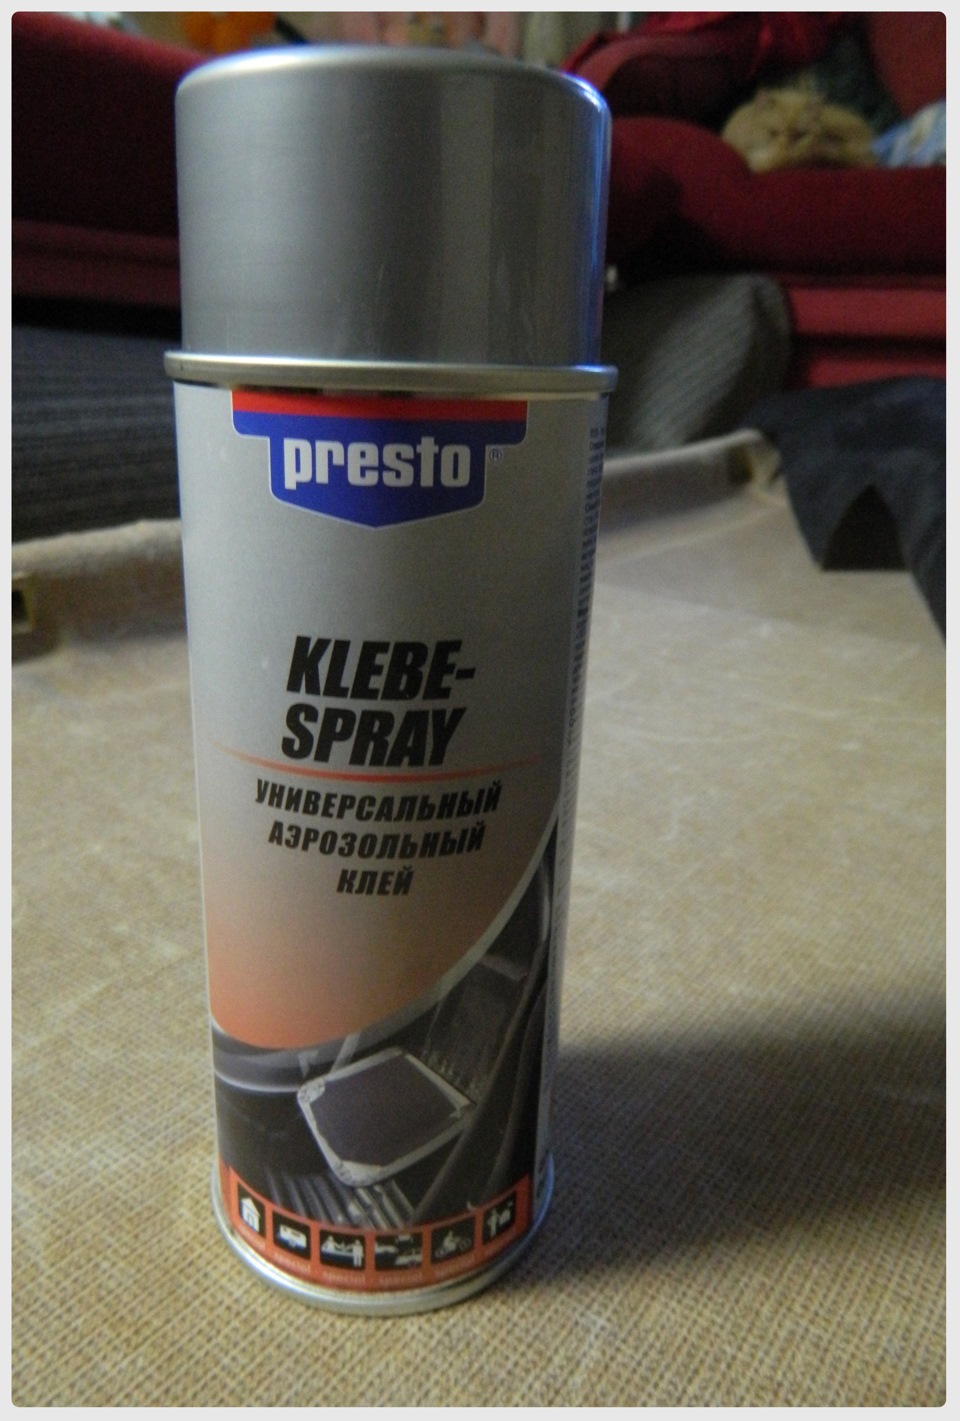 presto®
KLEBE-
SPRAY
УНИВЕРСАЛЬНЫЙ
АЭРОЗОЛЬНЫЙ
КЛЕЙ